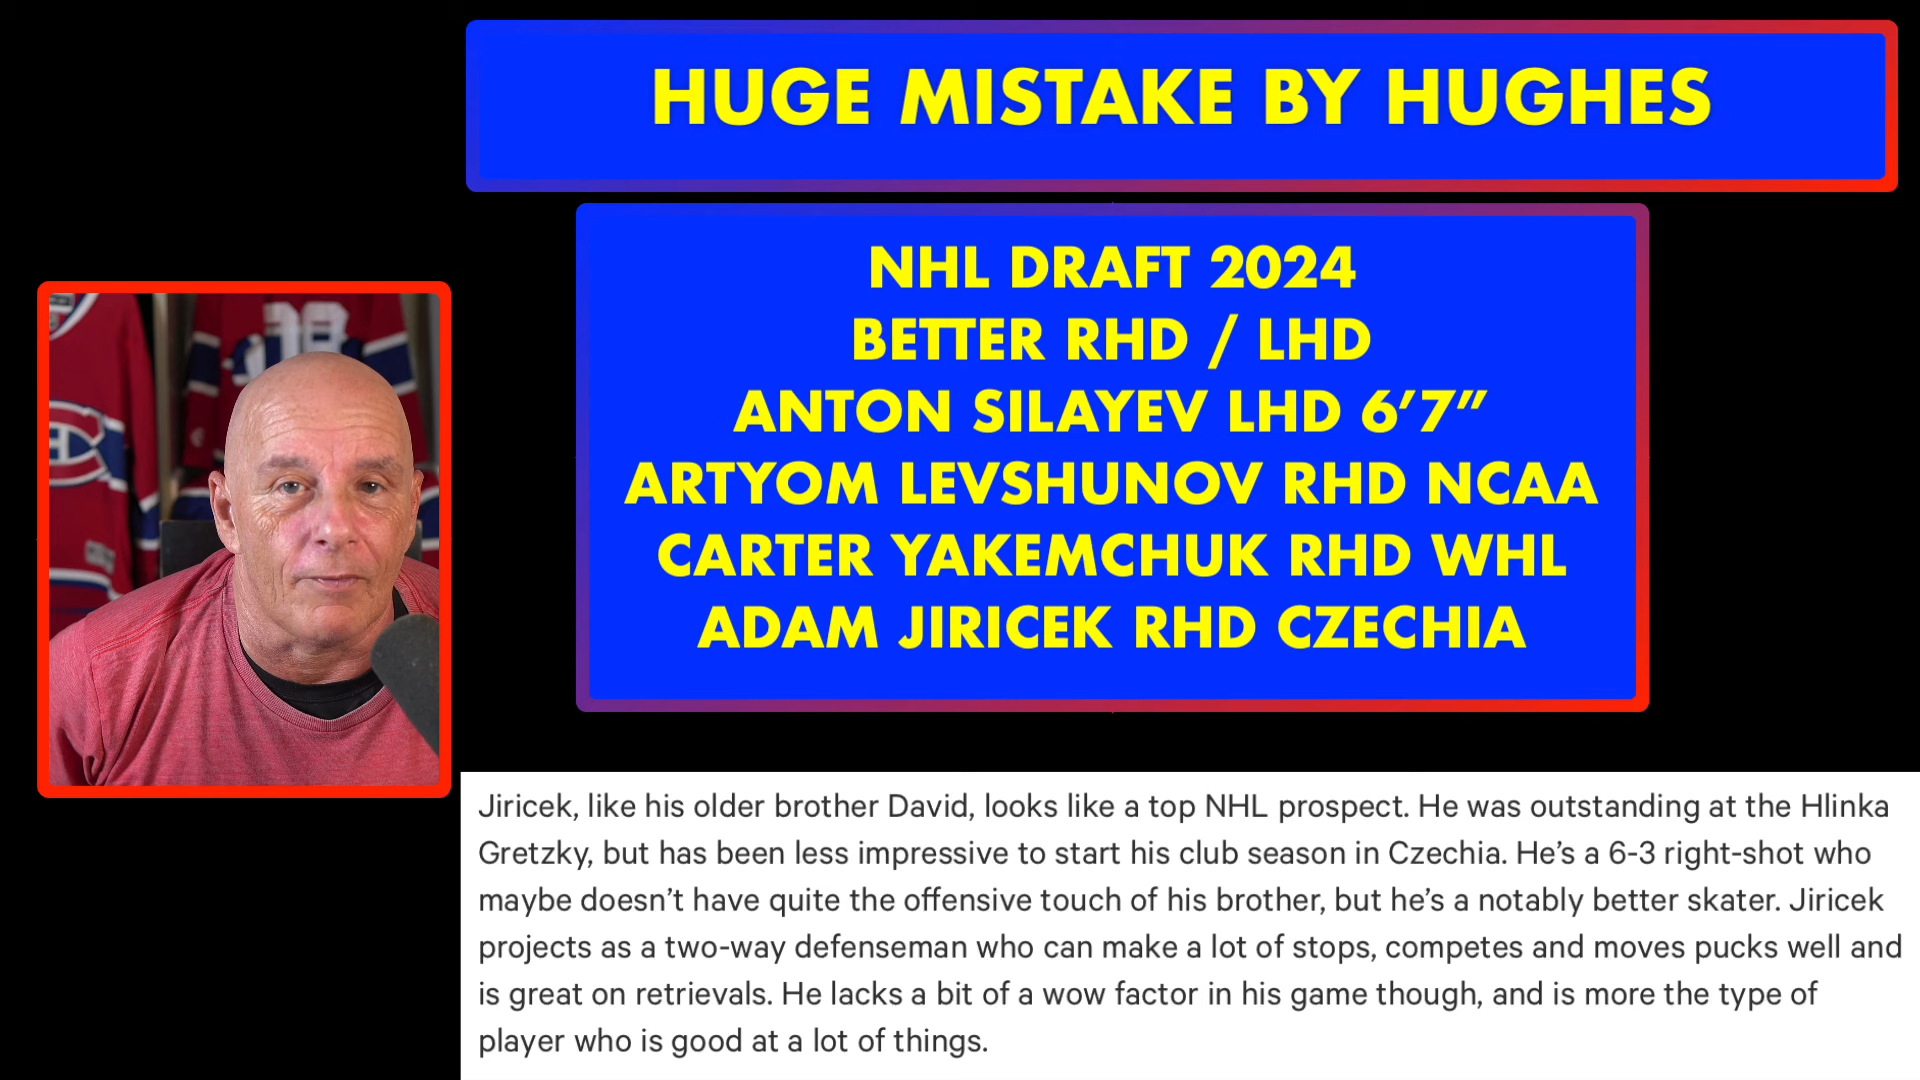 HUGE MISTAKE BY HUGHES
NHL DRAFT 2024
BETTER RHD / LHD
ANTON SILAYEV LHD 6’7”
ARTYOM LEVSHUNOV RHD NCAA
CARTER YAKEMCHUK RHD WHL
ADAM JIRICEK RHD CZECHIA
Jiricek, like his older brother David, looks like a top NHL prospect. He was outstanding at the Hlinka
Gretzky, but has been less impressive to start his club season in Czechia. He’s a 6-3 right-shot who
maybe doesn’t have quite the offensive touch of his brother, but he’s a notably better skater. Jiricek
projects as a two-way defenseman who can make a lot of stops, competes and moves pucks well and
is great on retrievals. He lacks a bit of a wow factor in his game though, and is more the type of
player who is good at a lot of things.